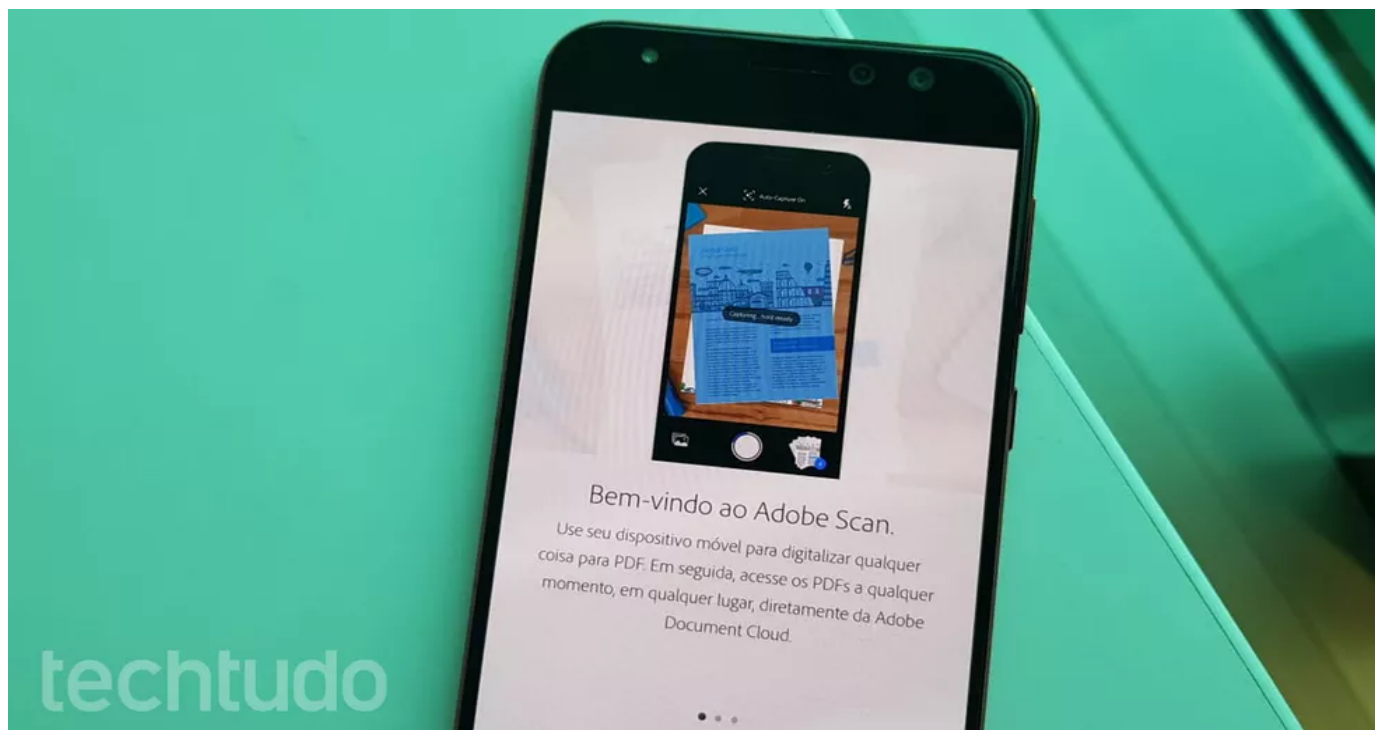 Auto-Capture On
Capturing...hold steady
Bem-vindo ao Adobe Scan.
Use seu dispositivo móvel para digitalizar qualquer
coisa para PDF. Em seguida, acesse os PDFs a qualquer
momento, em qualquer lugar, diretamente da Adobe
Document Cloud.
techtudo